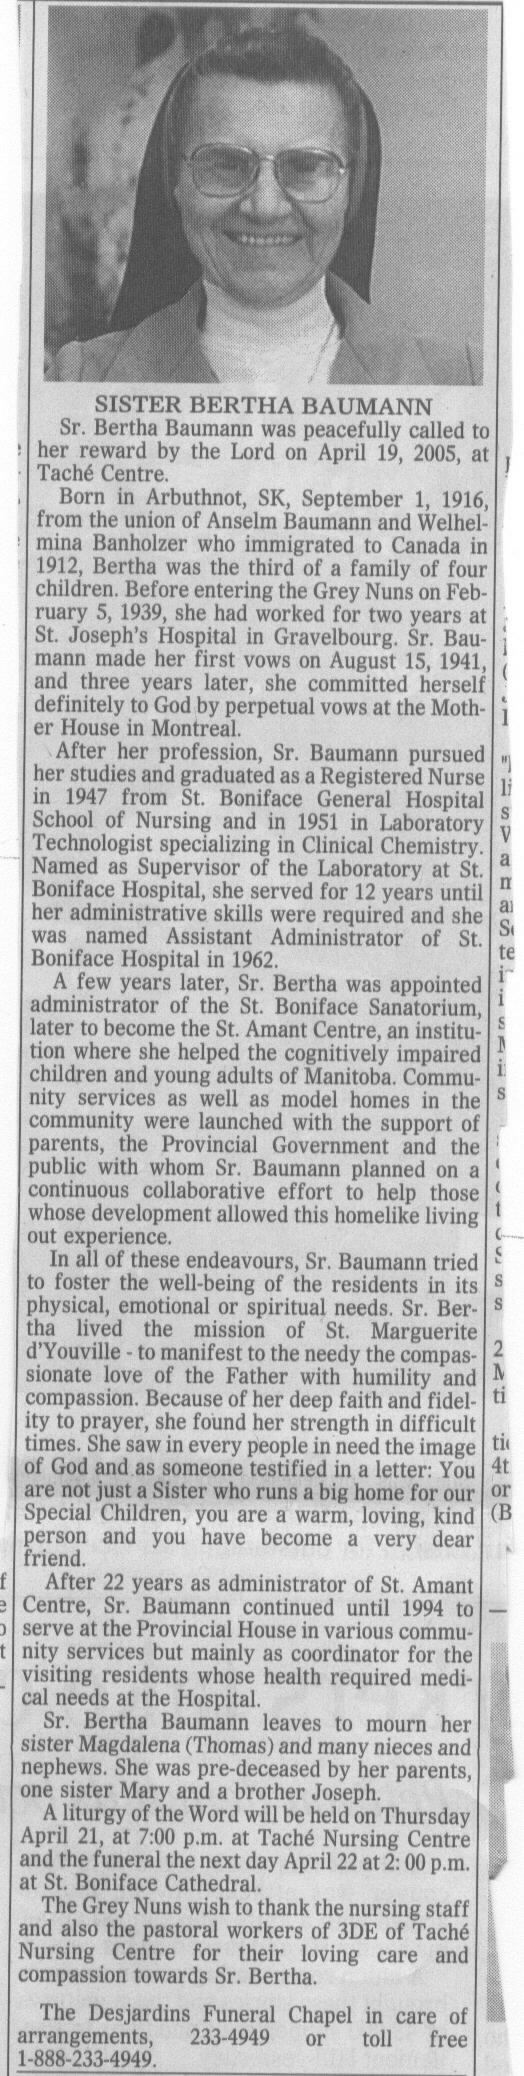 SISTER BERTHA BAUMANN
Sr. Bertha Baumann was peacefully called to
her reward by the Lord on April 19, 2005, at
Taché Centre.
Born in Arbuthnot, SK, September 1, 1916,
from the union of Anselm Baumann and Welhel-
mina Banholzer who immigrated to Canada in
1912, Bertha was the third of a family of four
children. Before entering the Grey Nuns on Feb-
ruary 5, 1939, she had worked for two years at
St. Joseph's Hospital in Gravelbourg. Sr. Bau-
mann made her first vows on August 15, 1941,
and three years later, she committed herself
definitely to God by perpetual vows at the Moth-
er House in Montreal.
After her profession, Sr. Baumann pursued
her studies and graduated as a Registered Nurse
in 1947 from St. Boniface General Hospital
School of Nursing and in 1951 in Laboratory
Technologist specializing in Clinical Chemistry.
Named as Supervisor of the Laboratory at St.
Boniface Hospital, she served for 12 years until
her administrative skills were required and she
was named Assistant Administrator of St.
Boniface Hospital in 1962.
A few years later, Sr. Bertha was appointed
administrator of the St. Boniface Sanatorium,
later to become the St. Amant Centre, an institu-
tion where she helped the cognitively impaired
children and young adults of Manitoba. Commu-
nity services as well as model homes in the
community were launched with the support of
parents, the Provincial Government and the
public with whom Sr. Baumann planned on a
continuous collaborative effort to help those
whose development allowed this homelike living
out experience.
In all of these endeavours, Sr. Baumann tried
to foster the well-being of the residents in its
physical, emotional or spiritual needs. Sr. Ber-
tha lived the mission of St. Marguerite
d'Youville - to manifest to the needy the compas-
sionate love of the Father with humility and
compassion. Because of her deep faith and fidel-
ity to prayer, she found her strength in difficult
times. She saw in every people in need the image
of God and as someone testified in a letter: You
are not just a Sister who runs a big home for our
Special Children, you are a warm, loving, kind
person and you have become a very dear
friend.
After 22 years as administrator of St. Amant
Centre, Sr. Baumann continued until 1994 to
serve at the Provincial House in various commu-
nity services but mainly as coordinator for the
visiting residents whose health required medi-
cal needs at the Hospital.
Sr. Bertha Baumann leaves to mourn her
sister Magdalena (Thomas) and many nieces and
nephews. She was pre-deceased by her parents,
one sister Mary and a brother Joseph.
A liturgy of the Word will be held on Thursday
April 21, at 7:00 p.m. at Taché Nursing Centre
and the funeral the next day April 22 at 2: 00 p.m.
at St. Boniface Cathedral.
The Grey Nuns wish to thank the nursing staff
and also the pastoral workers of 3DE of Taché
Nursing Centre for their loving care and
compassion towards Sr. Bertha.
The Desjardins Funeral Chapel in care of
arrangements, 233-4949 or toll free
1-888-233-4949.